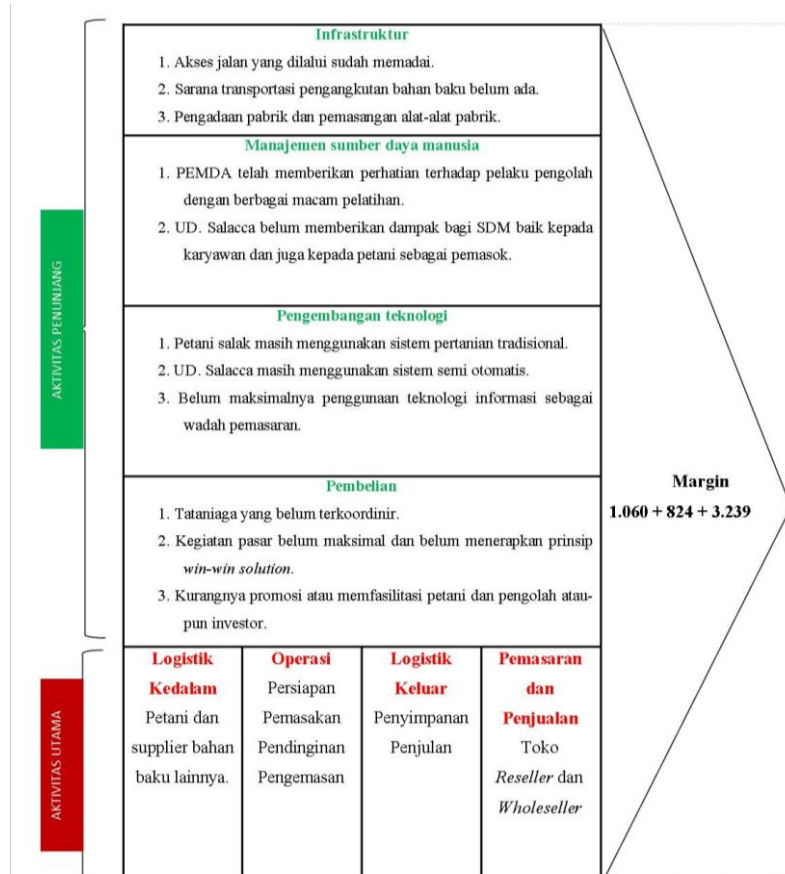 Infrastruktur
1. Akses jalan yang dilalui sudah memadai.
2. Sarana transportasi pengangkutan bahan baku belum ada.
3. Pengadaan pabrik dan pemasangan alat-alat pabrik.
Manajemen sumber daya manusia
1. PEMDA telah memberikan perhatian terhadap pelaku pengolah
dengan berbagai macam pelatihan.
2. UD. Salacca belum memberikan dampak bagi SDM baik kepada
karyawan dan juga kepada petani sebagai pemasok.
AKTIVITAS PENUNJANG
Pengembangan teknologi
1. Petani salak masih menggunakan sistem pertanian tradisional.
2. UD. Salacca masih menggunakan sistem semi otomatis.
3. Belum maksimalnya penggunaan teknologi informasi sebagai
wadah pemasaran.
Pembelian
1. Tataniaga yang belum terkoordinir.
2. Kegiatan pasar belum maksimal dan belum menerapkan prinsip
win-win solution.
3. Kurangnya promosi atau memfasilitasi petani dan pengolah atau-
pun investor.
Margin
1.060 + 824 + 3.239
AKTIVITAS UTAMA
Logistik
Kedalam
Petani dan
supplier bahan
baku lainnya.
Operasi
Persiapan
Pemasakan
Pendinginan
Pengemasan
Logistik
Keluar
Penyimpanan
Penjulan
Pemasaran
dan
Penjualan
Toko
Reseller dan
Wholeseller